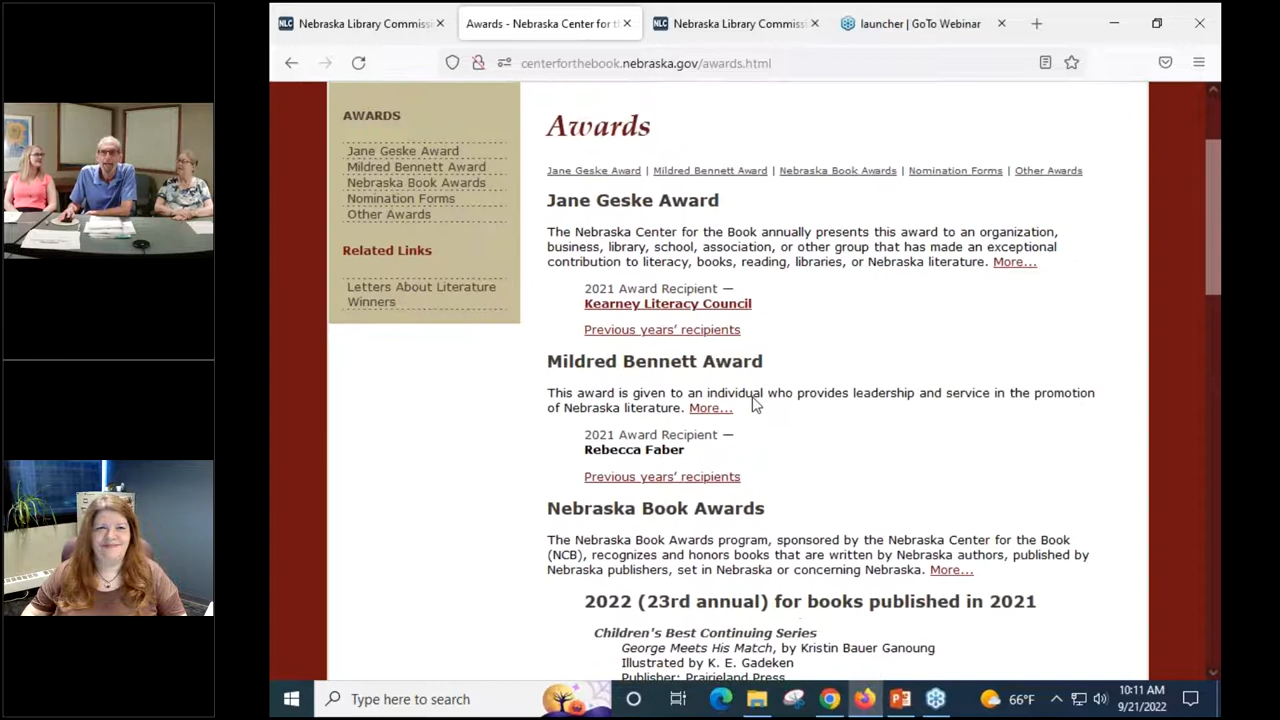 Nebraska Library Commiss
Awards - Nebraska Center for t
Nebraska Library Commiss
launcher | GoTo Webinar
centerforthebook.nebraska.gov/awards.html
AWARDS
Jane Geske Award
Mildred Bennett Award
Nebraska Book Awards
Nomination Forms
Other Awards
Related Links
Letters About Literature
Winners
Awards
Jane Geske Award | Mildred Bennett Award | Nebraska Book Awards | Nomination Forms | Other Awards
Jane Geske Award
The Nebraska Center for the Book annually presents this award to an organization,
business, library, school, association, or other group that has made an exceptional
contribution to literacy, books, reading, libraries, or Nebraska literature. More...
2021 Award Recipient —
Kearney Literacy Council
Previous years' recipients
Mildred Bennett Award
This award is given to an individual who provides leadership and service in the promotion
of Nebraska literature. More...
2021 Award Recipient —
Rebecca Faber
Previous years' recipients
Nebraska Book Awards
The Nebraska Book Awards program, sponsored by the Nebraska Center for the Book
(NCB), recognizes and honors books that are written by Nebraska authors, published by
Nebraska publishers, set in Nebraska or concerning Nebraska. More...
2022 (23rd annual) for books published in 2021
Children's Best Continuing Series
George Meets His Match, by Kristin Bauer Ganoung
Illustrated by K. E. Gadeken
Publisher: Prairieland Press
Type here to search
66°F
10:11 AM
9/21/2022